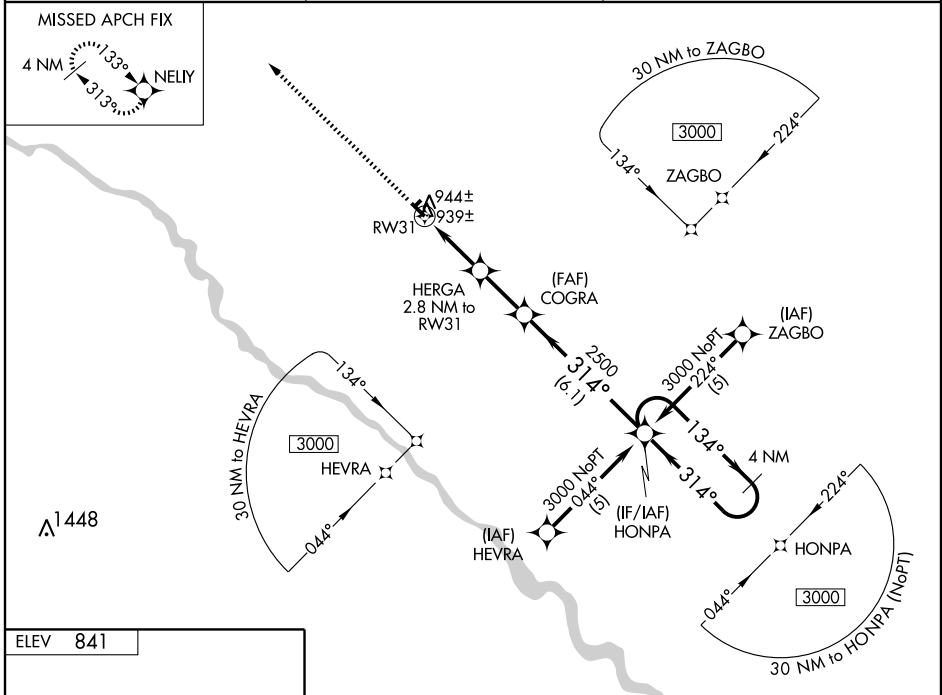 MISSED APCH FIX
4 NM
133°
NELIY
313°
30 NM to ZAGBO
3000
134°
224°
ZAGBO
944±
939±
RW31
HERGA
2.8 NM to
RW31
(FAF)
COGRA
(IAF)
ZAGBO
2500
314°
(6.1)
3000 NoPT
224°
(5)
134°
4 NM
314°
30 NM to HEVRA
134°
3000
HEVRA
044°
3000 NoPT
044°
(5)
(IAF)
HEVRA
(IF/IAF)
HONPA
224°
HONPA
044°
3000
30 NM to HONPA (NoPT)
1448
ELEV 841